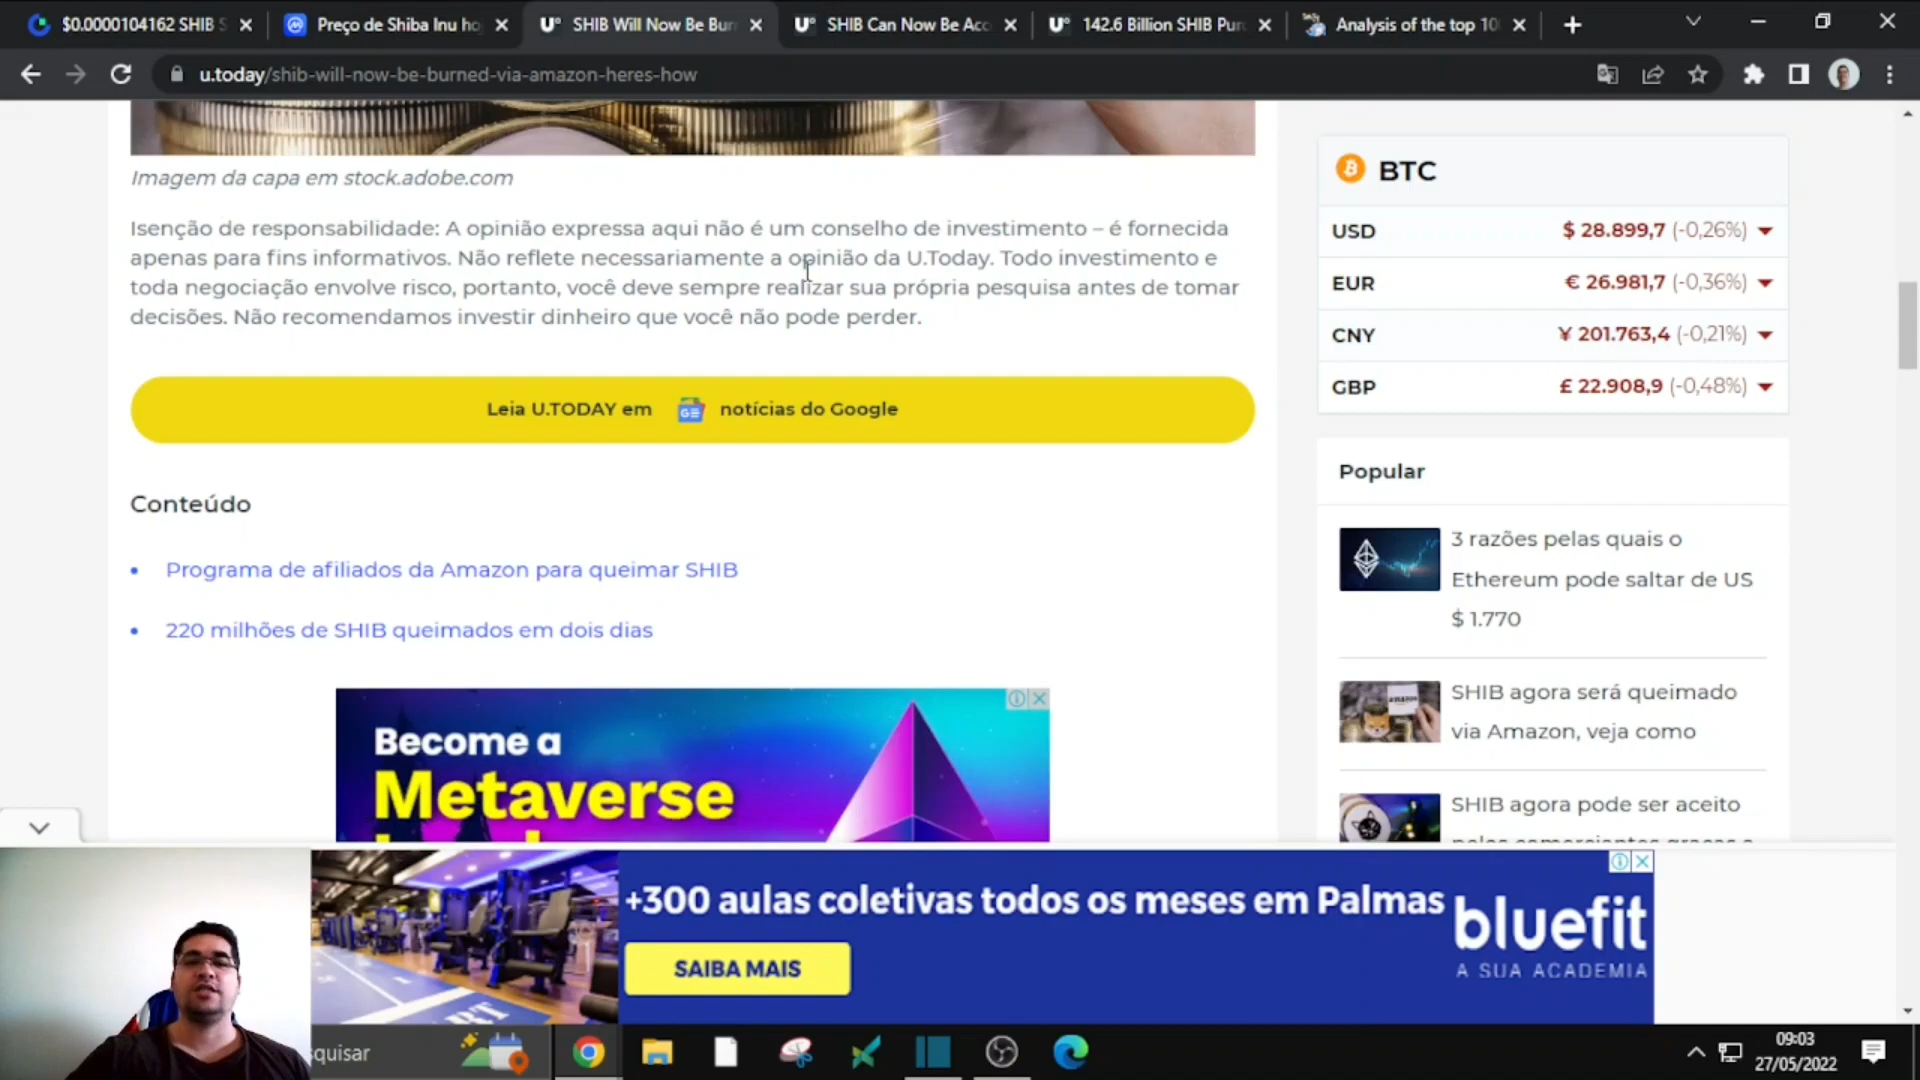 $0.0000104162 SHIB
Preço de Shiba Inu ho
U° SHIB Will Now Be Bur
U° SHIB Can Now Be Acc
U° 142.6 Billion SHIB Pur
Analysis of the top 10
u.today/shib-will-now-be-burned-via-amazon-heres-how
Imagem da capa em stock.adobe.com
Isenção de responsabilidade: A opinião expressa aqui não é um conselho de investimento – é fornecida
apenas para fins informativos. Não reflete necessariamente a opinião da U.Today. Todo investimento e
toda negociação envolve risco, portanto, você deve sempre realizar sua própria pesquisa antes de tomar
decisões. Não recomendamos investir dinheiro que você não pode perder.
Leia U.TODAY em GE notícias do Google
Conteúdo
• Programa de afiliados da Amazon para queimar SHIB
• 220 milhões de SHIB queimados em dois dias
Become a
Metaverse
BTC
USD $ 28.899,7 (-0,26%)
EUR € 26.981,7 (-0,36%)
CNY ¥ 201.763,4 (-0,21%)
GBP £ 22.908,9 (-0,48%)
Popular
3 razões pelas quais o
Ethereum pode saltar de US
$ 1.770
SHIB agora será queimado
via Amazon, veja como
SHIB agora pode ser aceito
pelos comerciantes graças a
+300 aulas coletivas todos os meses em Palmas
SAIBA MAIS
bluefit
A SUA ACADEMIA
quisar
09:03
27/05/2022